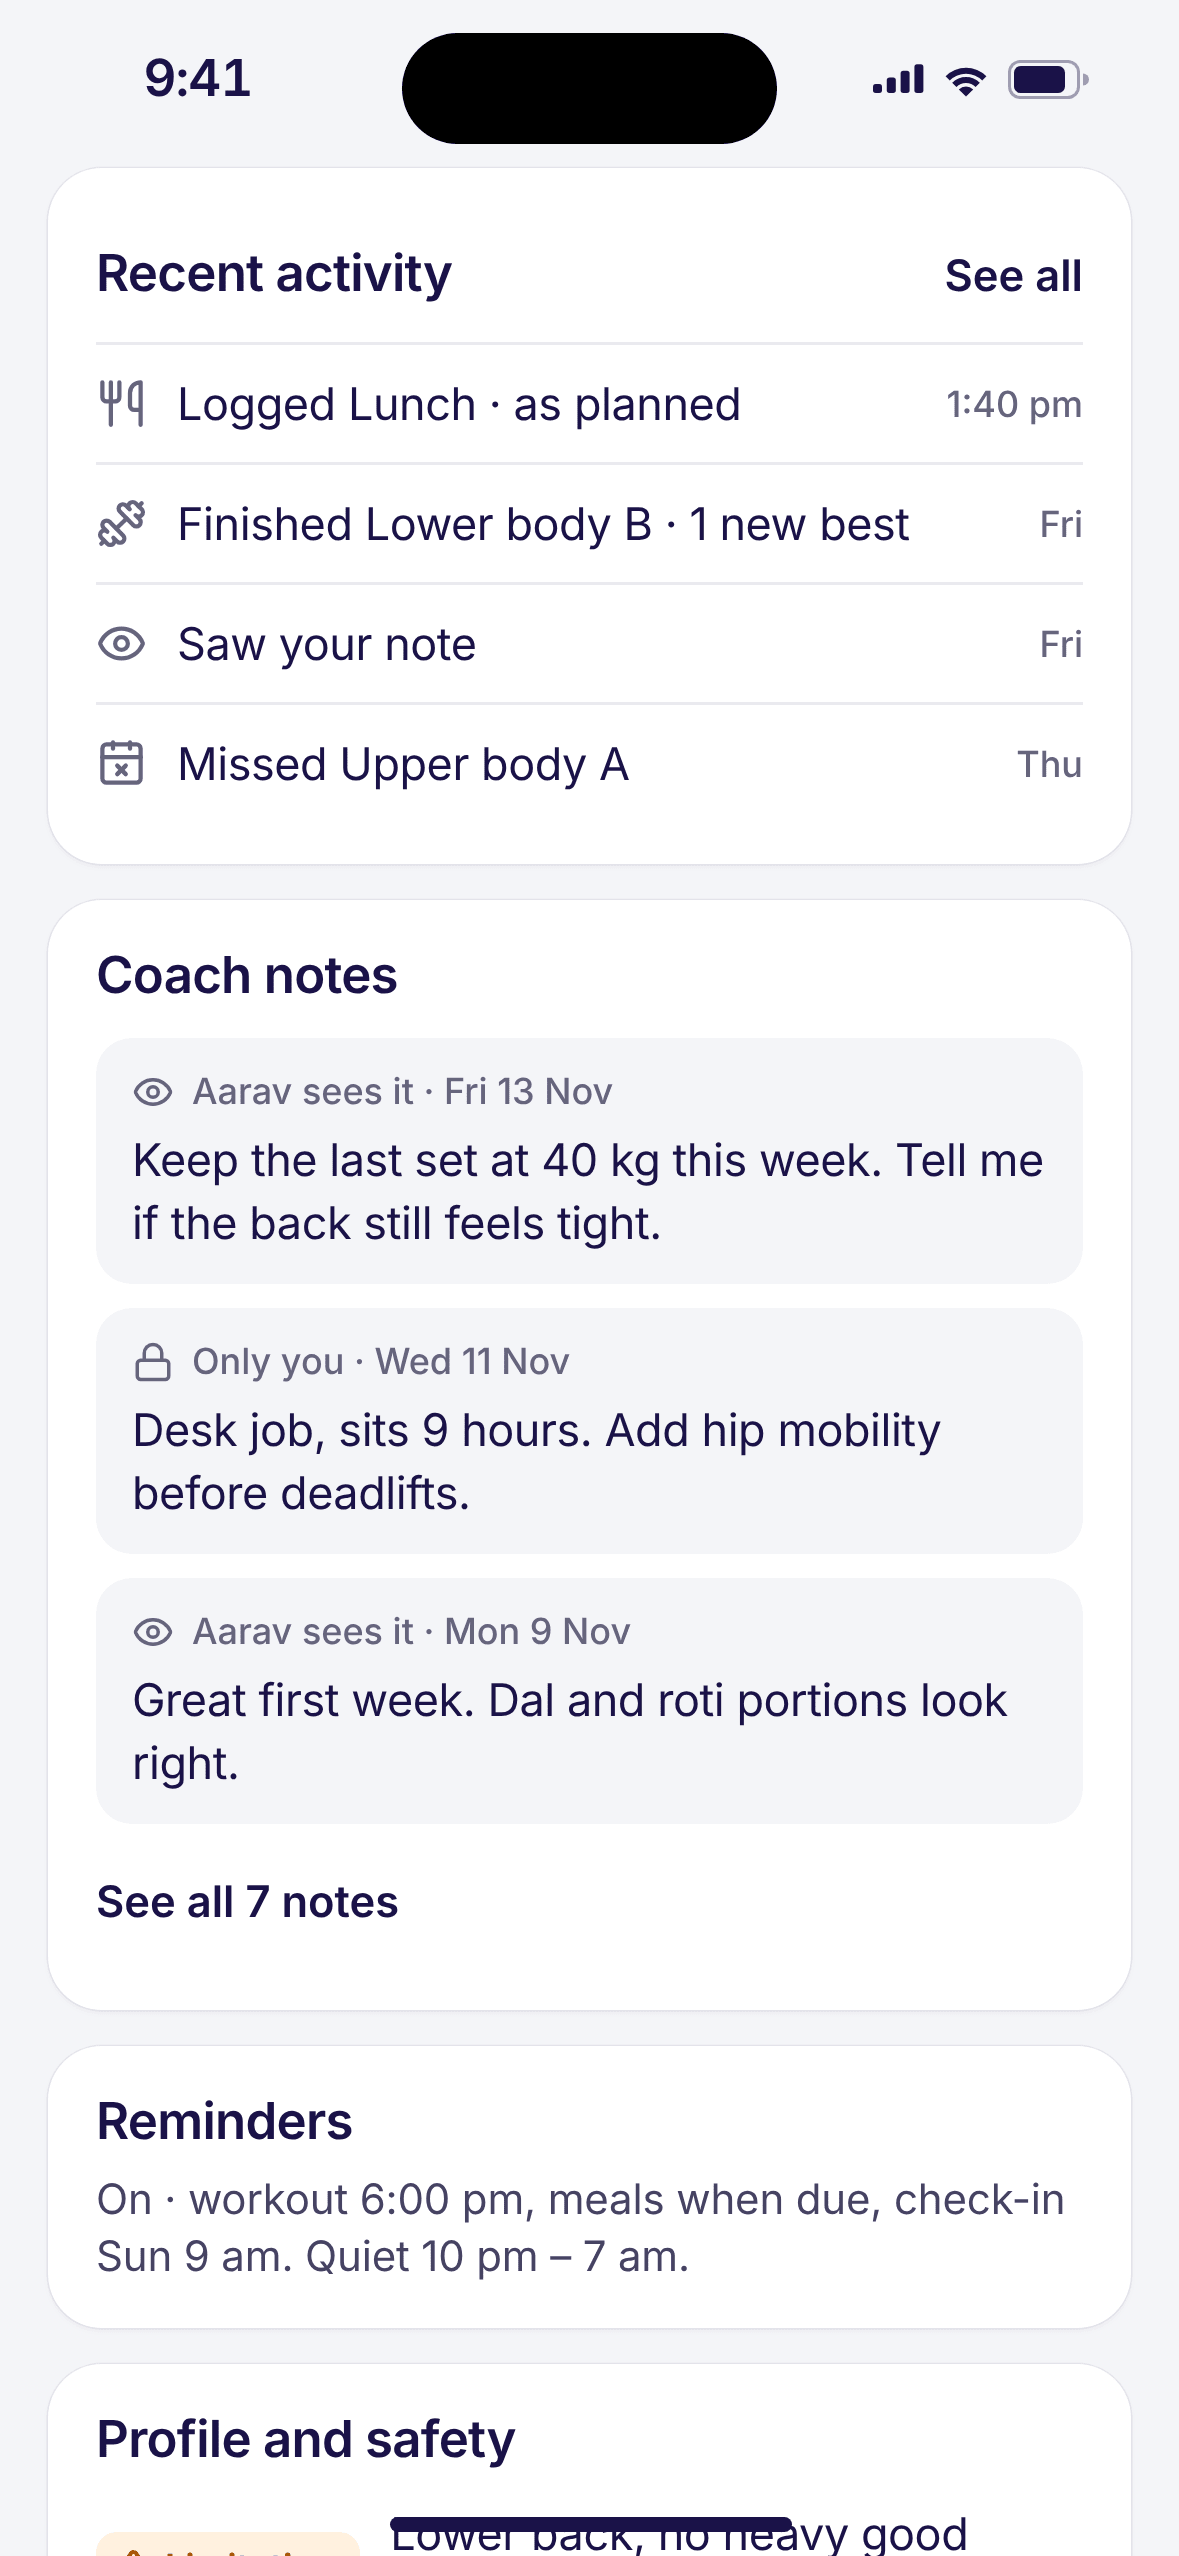 9:41
Recent activity
See all
Logged Lunch · as planned
1:40 pm
Finished Lower body B · 1 new best
Fri
Saw your note
Fri
Missed Upper body A
Thu
Coach notes
Aarav sees it · Fri 13 Nov
Keep the last set at 40 kg this week. Tell me
if the back still feels tight.
Only you · Wed 11 Nov
Desk job, sits 9 hours. Add hip mobility
before deadlifts.
Aarav sees it · Mon 9 Nov
Great first week. Dal and roti portions look
right.
See all 7 notes
Reminders
On · workout 6:00 pm, meals when due, check-in
Sun 9 am. Quiet 10 pm – 7 am.
Profile and safety
Lower back, no heavy good